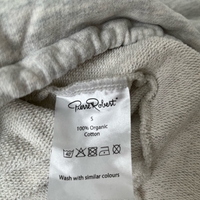 Pierre Robert®
S
100% Organic
Cotton
Wash with similar colours